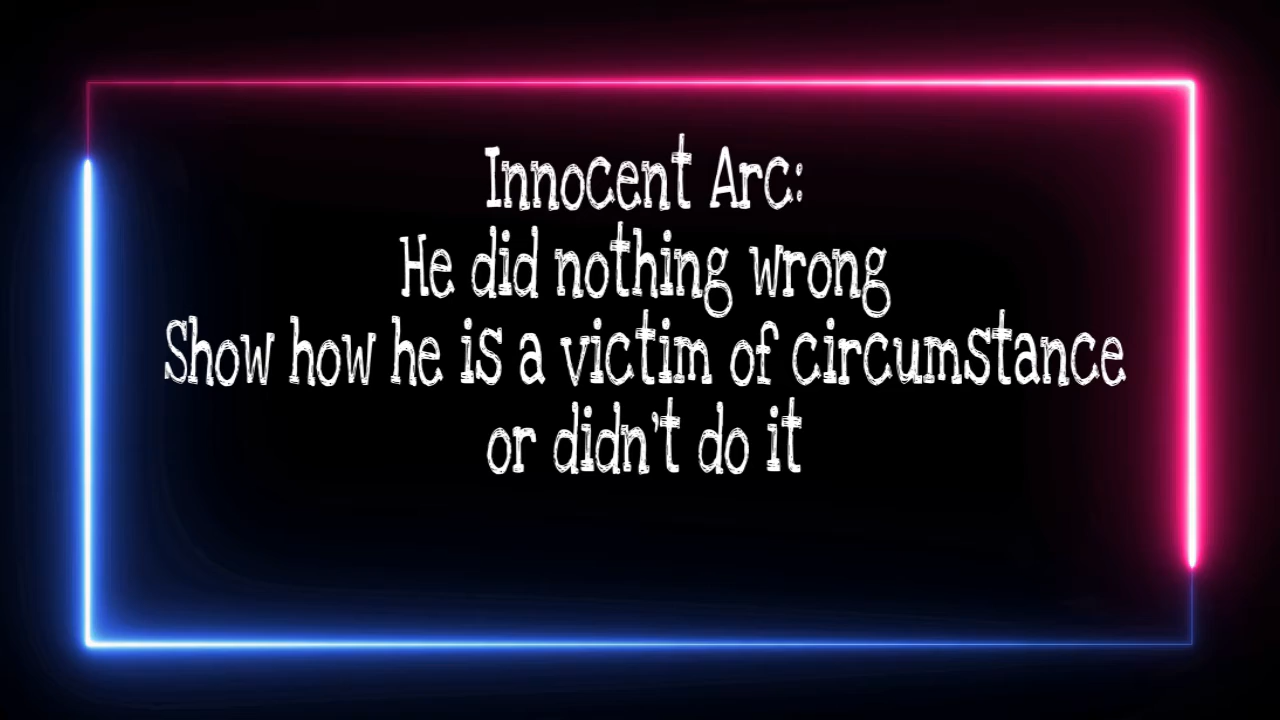 Innocent Arc:
He did nothing wrong
Show how he is a victim of circumstance
or didn't do it